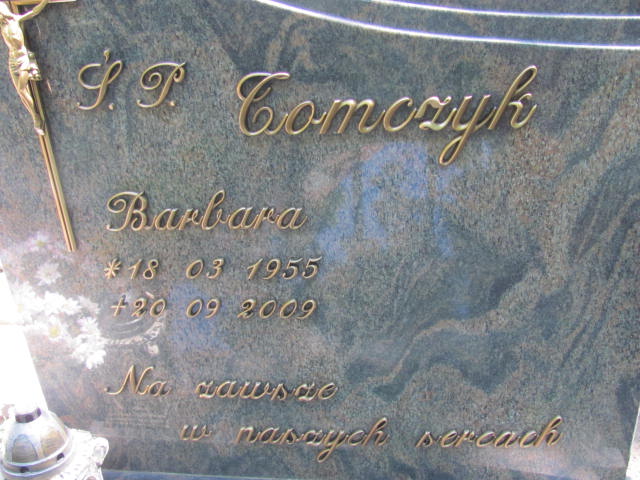 Ś. P. Tomczyk
Barbara
*18 03 1955
+20 09 2009
Na zawsze
w naszych sercach